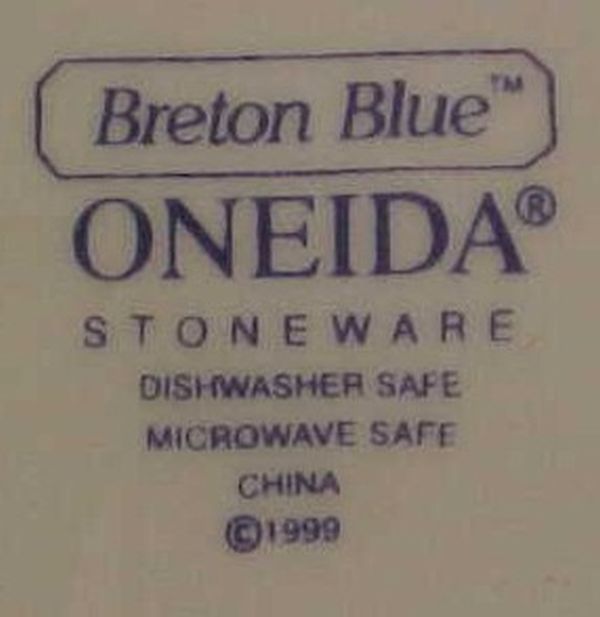 Breton Blue™
ONEIDA®
STONEWARE
DISHWASHER SAFE
MICROWAVE SAFE
CHINA
©1999